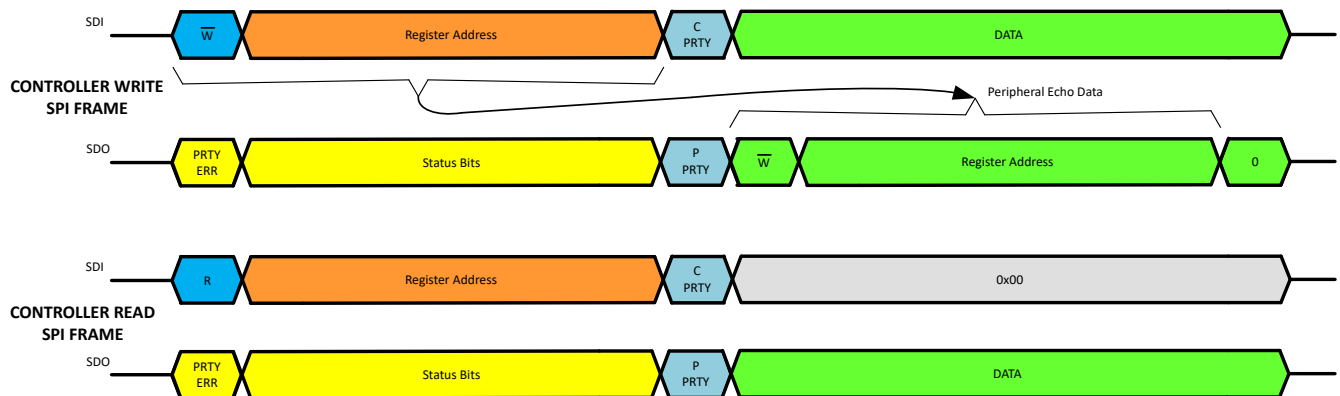 SDI
W̅
Register Address
C
PRTY
DATA
CONTROLLER WRITE
SPI FRAME
Peripheral Echo Data
SDO
PRTY
ERR
Status Bits
P
PRTY
W̅
Register Address
0
SDI
R
Register Address
C
PRTY
0x00
CONTROLLER READ
SPI FRAME
SDO
PRTY
ERR
Status Bits
P
PRTY
DATA